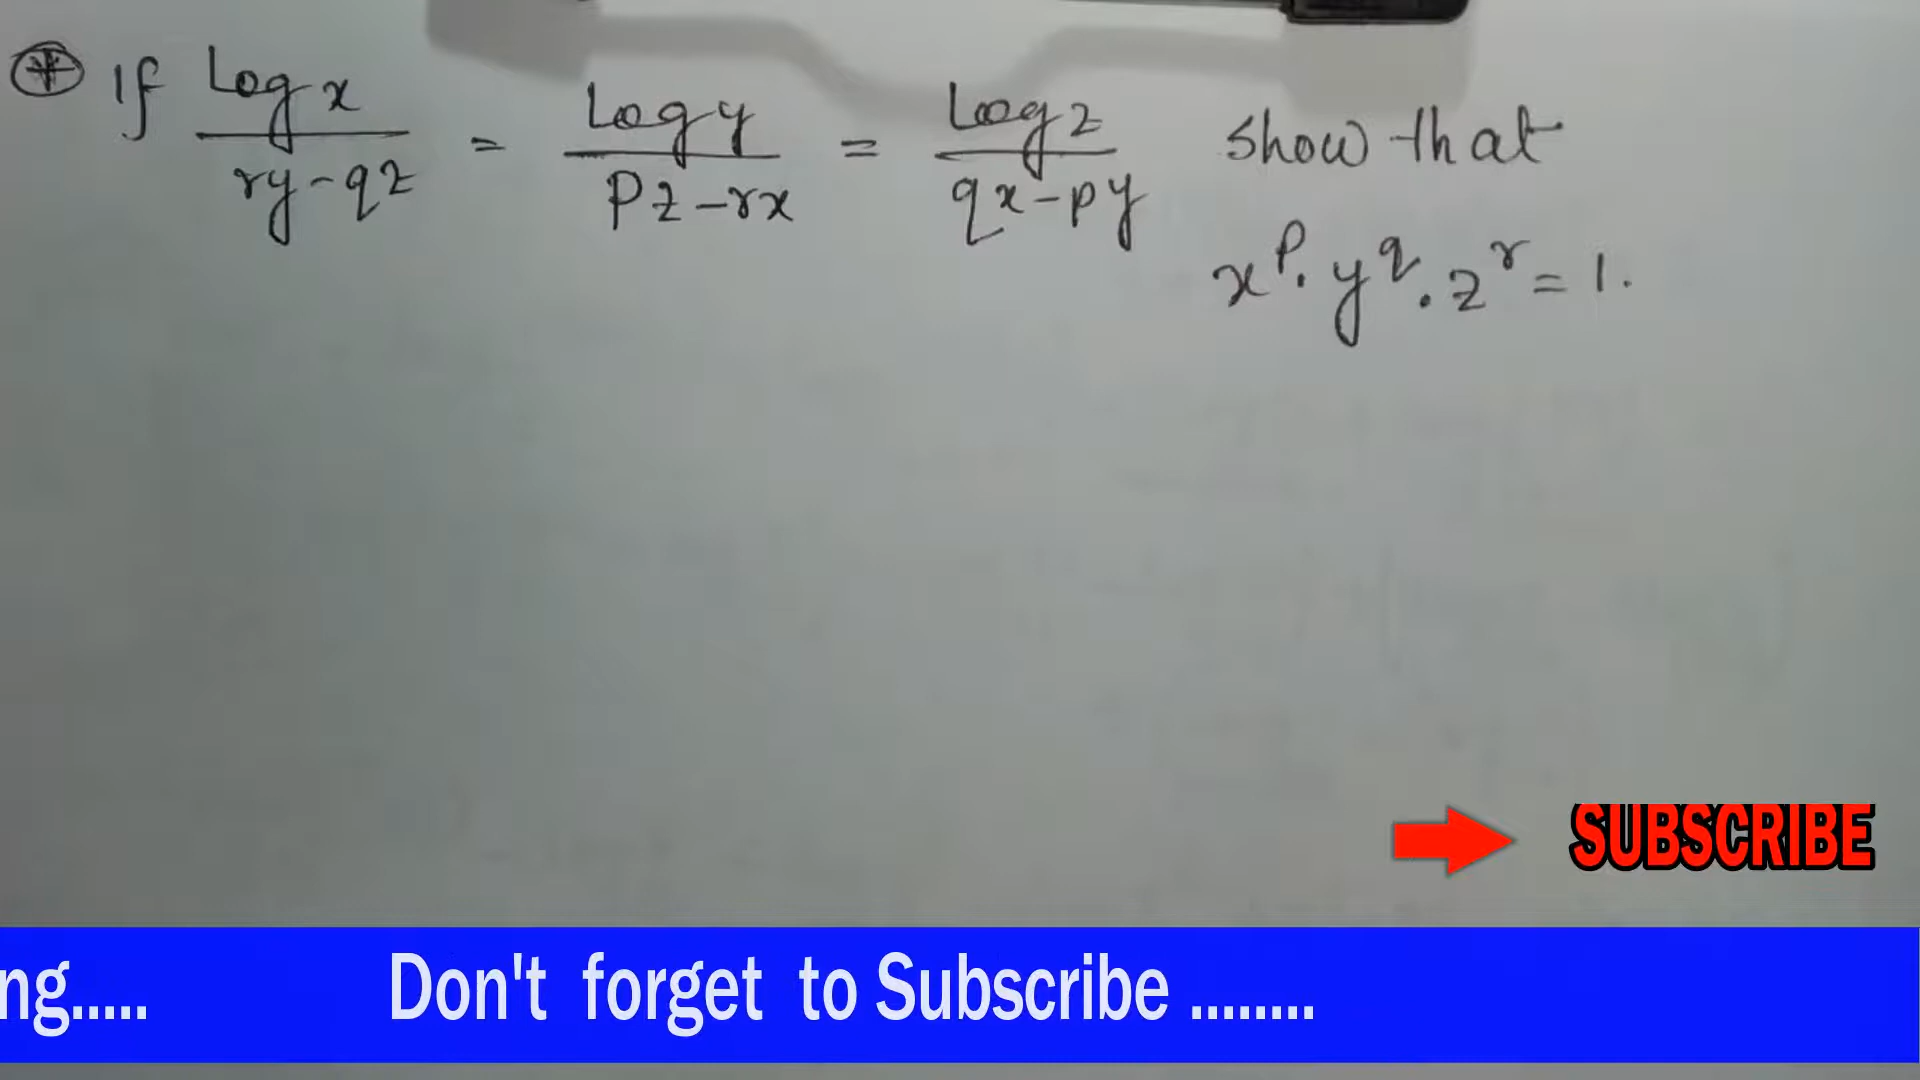 If Log x / ry-qz = Log y / pz-rx = Log z / qx-py show that
x^p. y^q. z^r = 1.
SUBSCRIBE
ng..... Don't forget to Subscribe ........